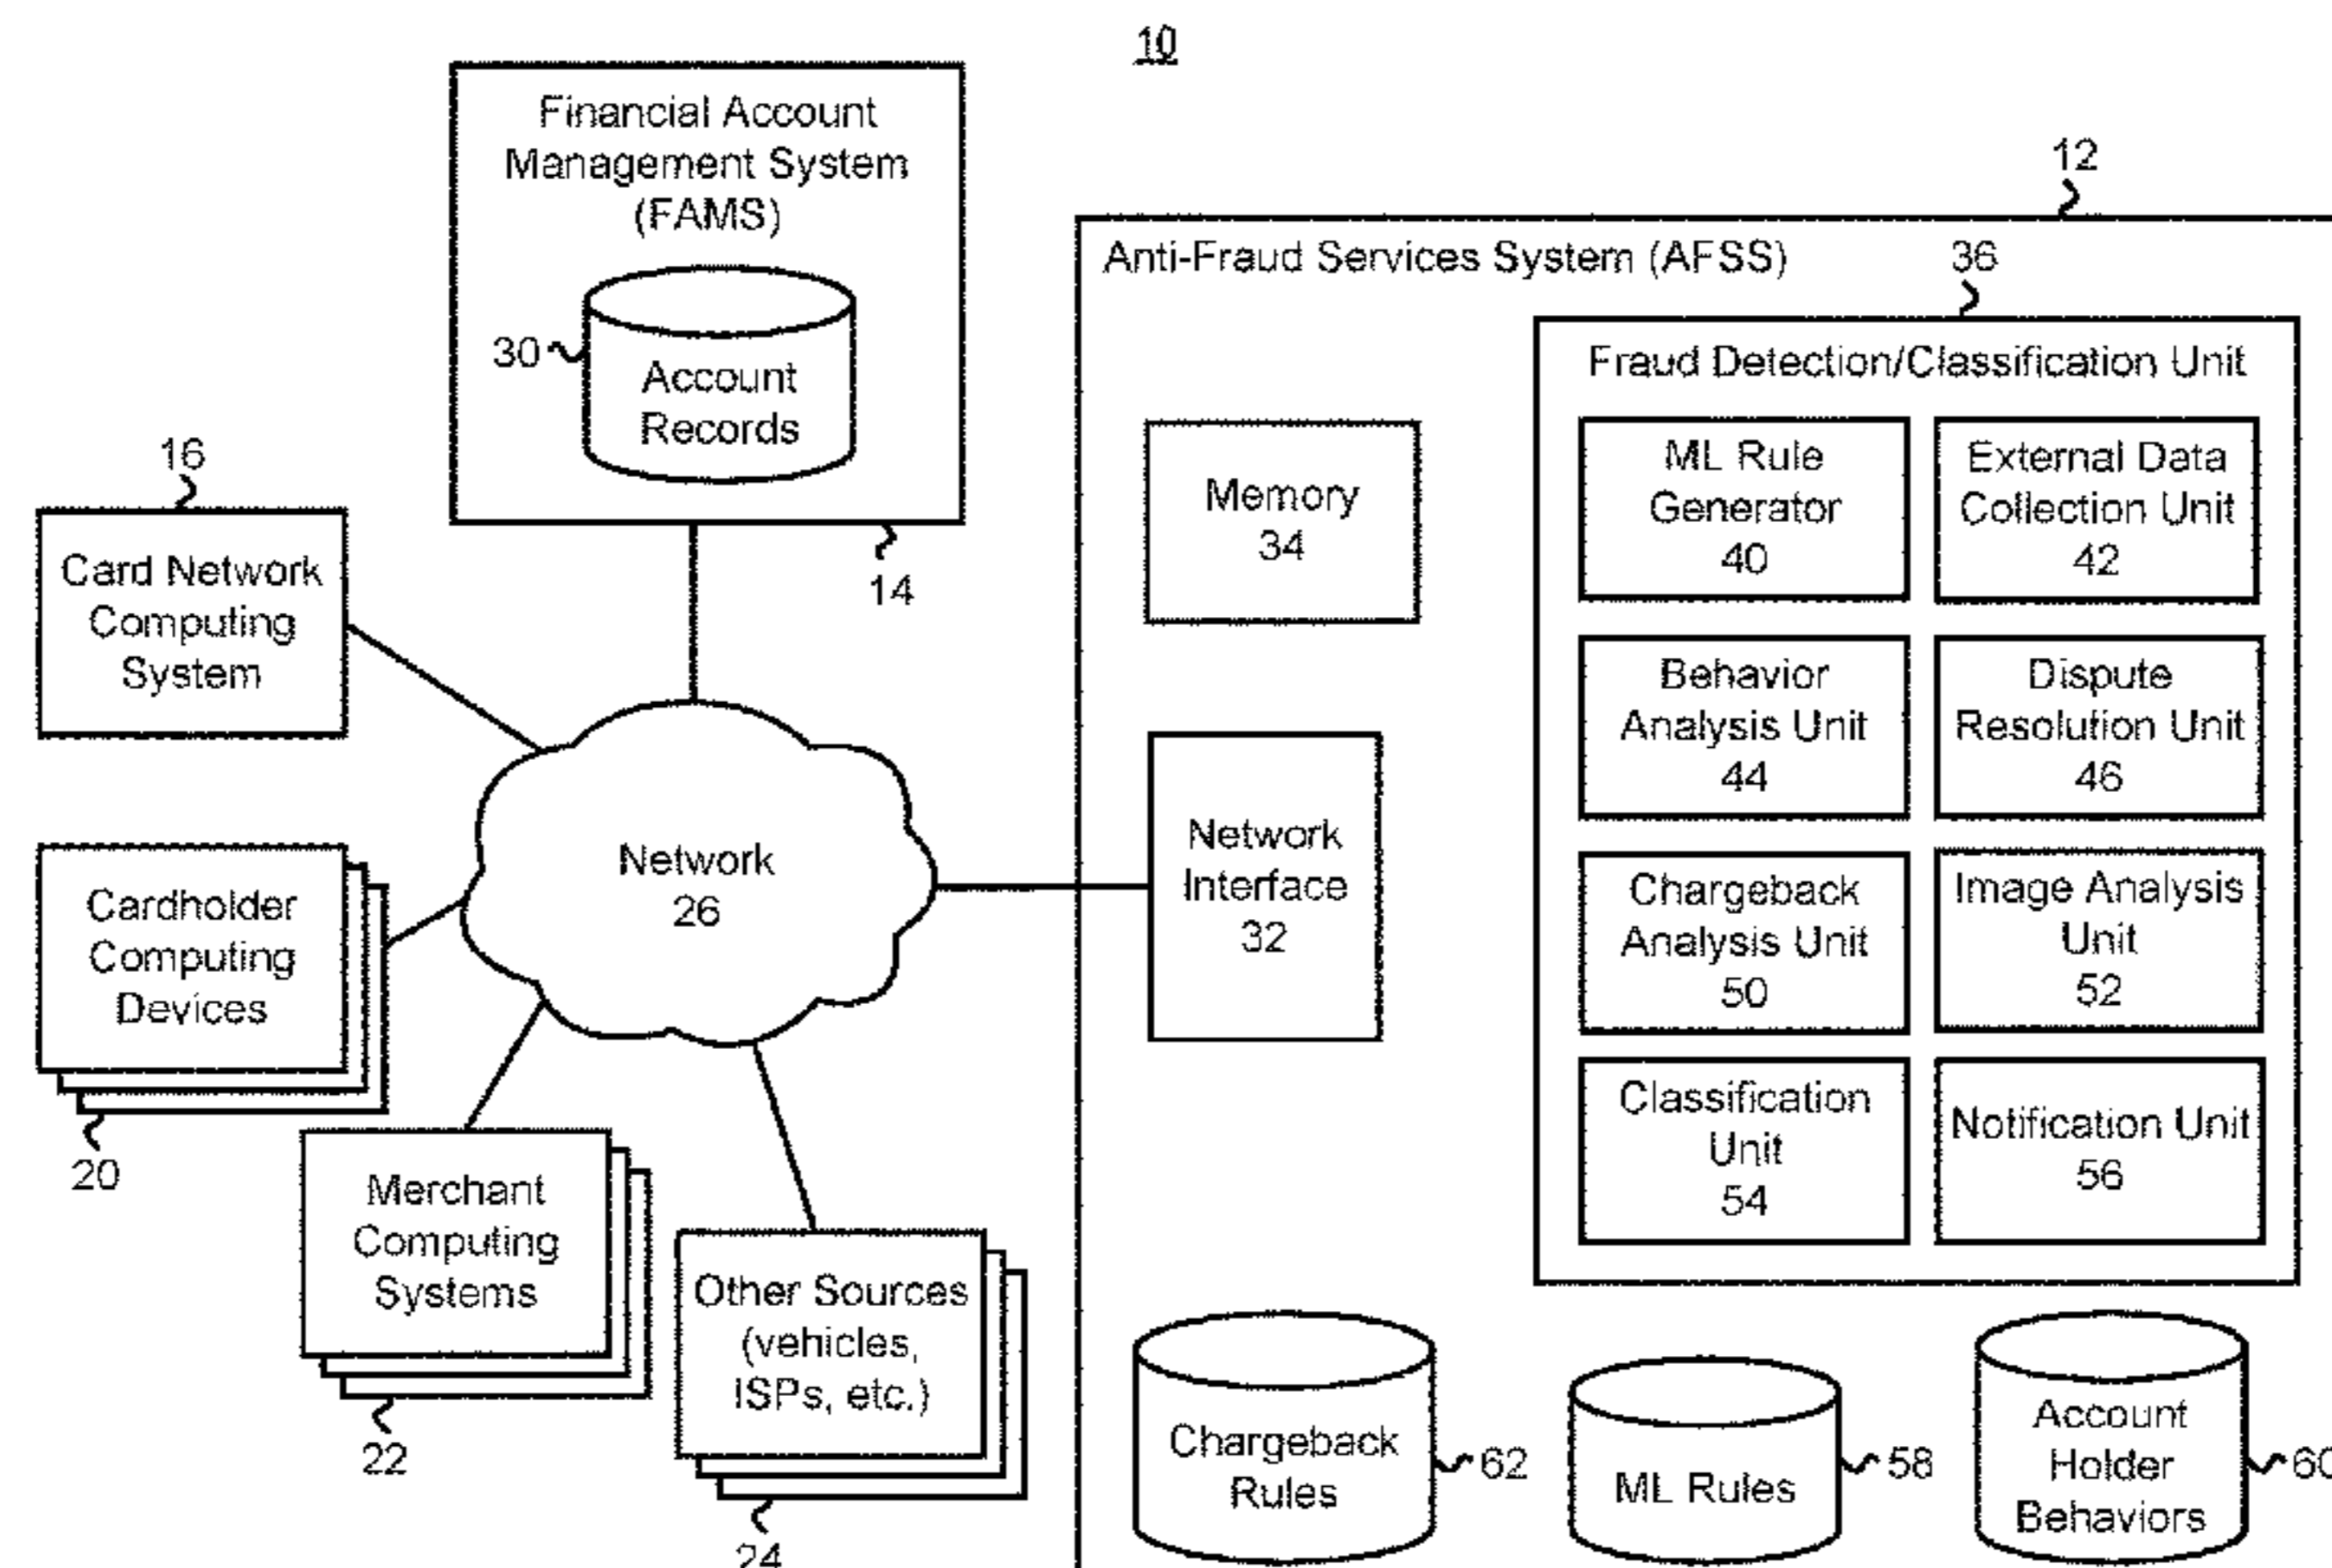 10
Financial Account
Management System
(FAMS)
30
Account
Records
14
16
Card Network
Computing
System
Cardholder
Computing
Devices
20
Network
26
Merchant
Computing
Systems
22
Other Sources
(vehicles,
ISPs, etc.)
24
12
Anti-Fraud Services System (AFSS)
36
Memory
34
Network
Interface
32
Fraud Detection/Classification Unit
ML Rule
Generator
40
External Data
Collection Unit
42
Behavior
Analysis Unit
44
Dispute
Resolution Unit
46
Chargeback
Analysis Unit
50
Image Analysis
Unit
52
Classification
Unit
54
Notification Unit
56
Chargeback
Rules
62
ML Rules
58
Account
Holder
Behaviors
60